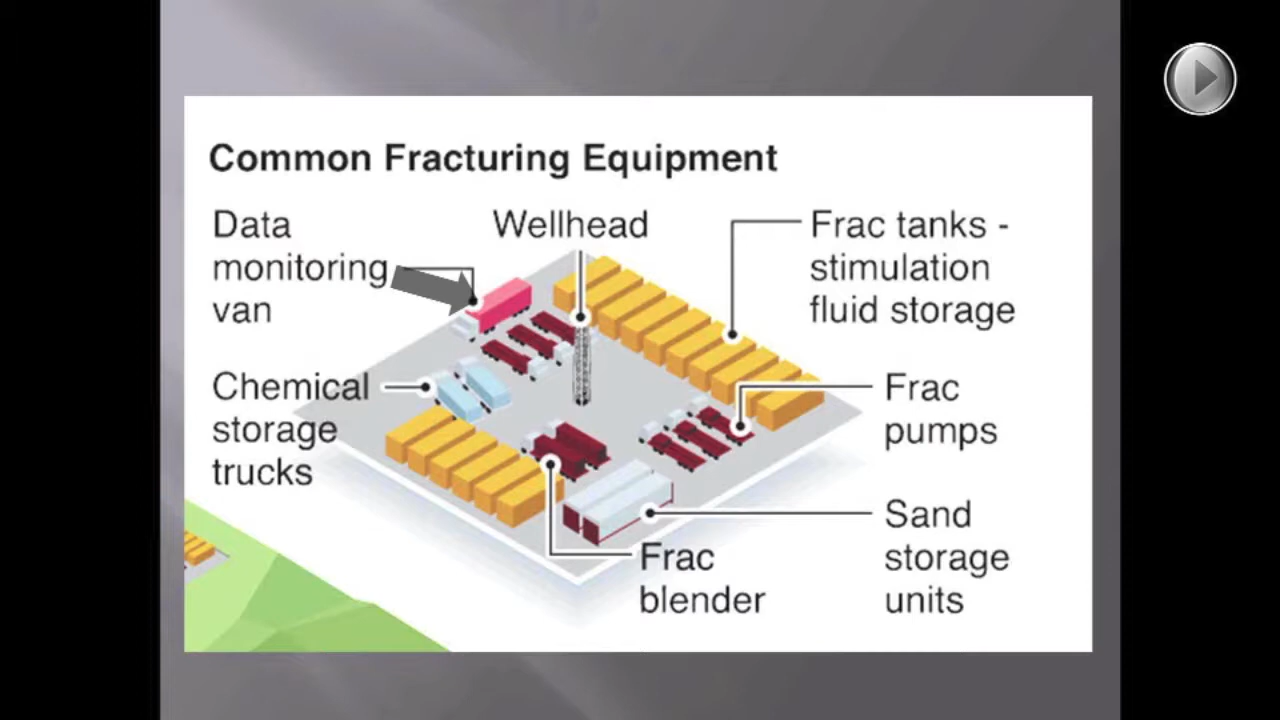 Common Fracturing Equipment
Data
monitoring
van
Wellhead
Frac tanks -
stimulation
fluid storage
Chemical
storage
trucks
Frac
pumps
Sand
storage
units
Frac
blender